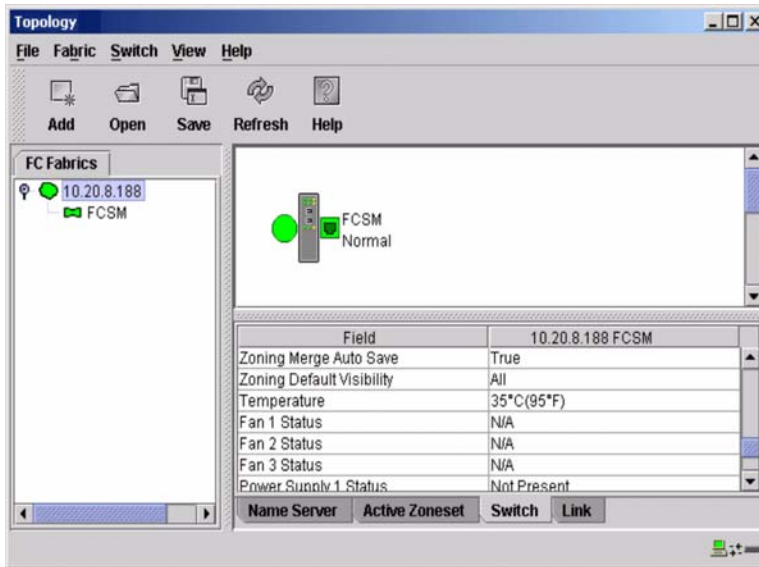 Topology
File Fabric Switch View Help
Add Open Save Refresh Help
FC Fabrics
10.20.8.188
FCSM
FCSM
Normal
Field 10.20.8.188 FCSM
Zoning Merge Auto Save True
Zoning Default Visibility All
Temperature 35°C(95°F)
Fan 1 Status N/A
Fan 2 Status N/A
Fan 3 Status N/A
Power Supply 1 Status Not Present
Name Server Active Zoneset Switch Link